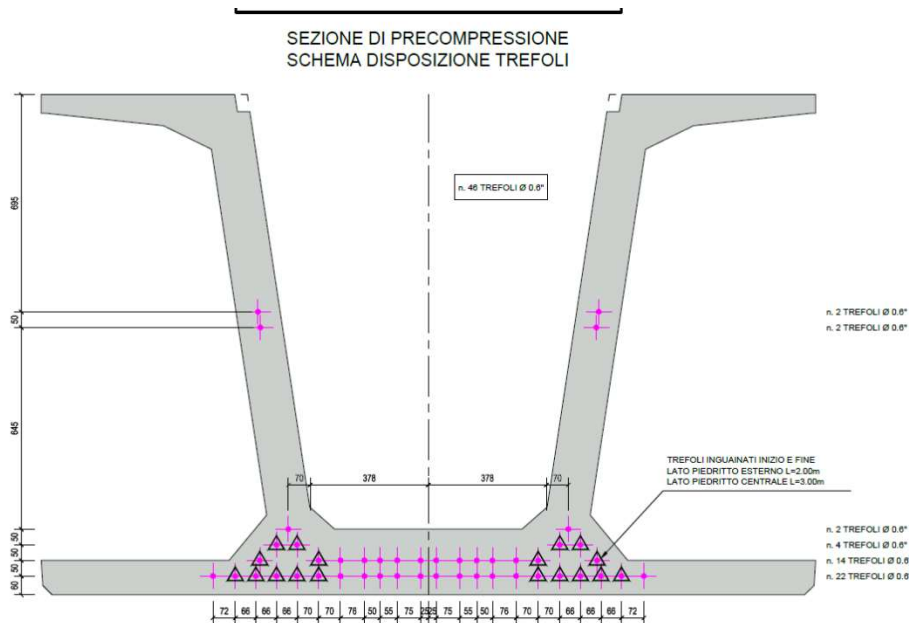 SEZIONE DI PRECOMPRESSIONE
SCHEMA DISPOSIZIONE TREFOLI
n. 46 TREFOLI Ø 0.6"
695
50
645
50
50
50
60
n. 2 TREFOLI Ø 0.6"
n. 2 TREFOLI Ø 0.6"
TREFOLI INGUAINATI INIZIO E FINE
LATO PIEDRITTO ESTERNO L=2.00m
LATO PIEDRITTO CENTRALE L=3.00m
70 378 378 70
n. 2 TREFOLI Ø 0.6"
n. 4 TREFOLI Ø 0.6"
n. 14 TREFOLI Ø 0.6
n. 22 TREFOLI Ø 0.6
72 66 66 66 70 70 76 50 55 75 25 25 75 55 50 76 70 70 66 66 66 72